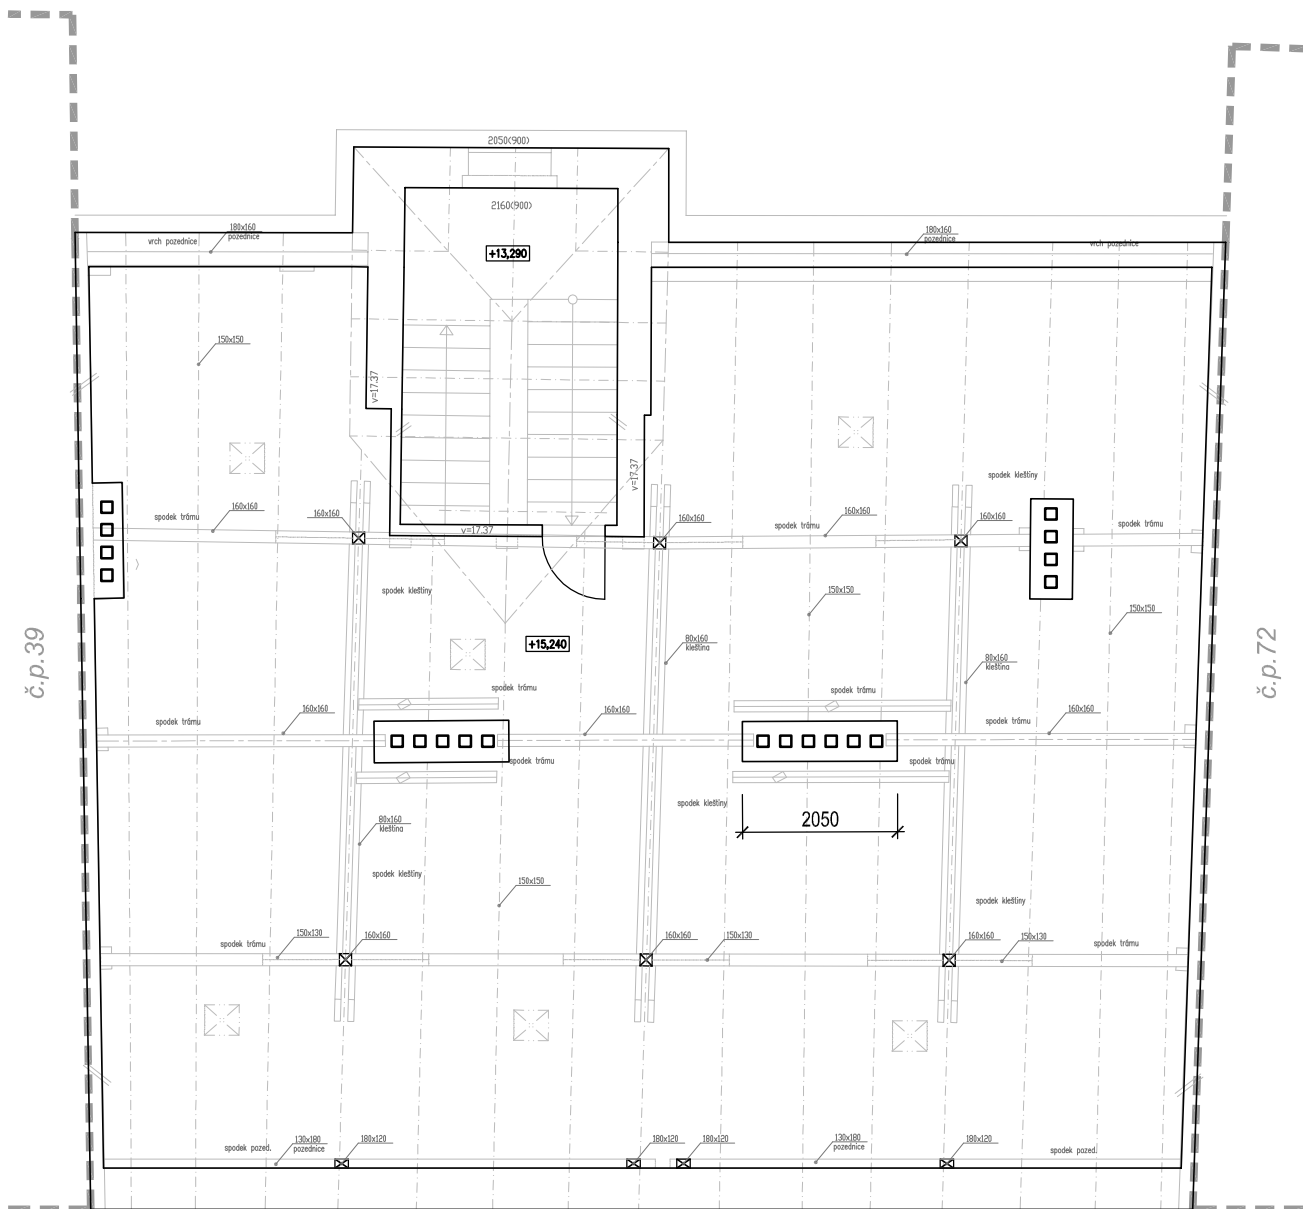 2050(900)
2160(900)
180x160
pozednice
vrch pozednice
+13,290
180x160
pozednice
vrch pozednice
150x150
v=17.37
v=17.37
spodek kleštiny
spodek trámu
160x160
160x160
v=17.37
160x160
spodek trámu
160x160
160x160
spodek trámu
spodek kleštiny
150x150
150x150
č.p.39
+15,240
80x160
kleština
80x160
kleština
č.p.72
spodek trámu
spodek trámu
spodek trámu
160x160
160x160
spodek trámu
160x160
spodek trámu
spodek trámu
spodek kleštiny
2050
80x160
kleština
spodek kleštiny
150x150
spodek kleštiny
spodek trámu
150x130
160x160
160x160
150x130
160x160
150x130
spodek trámu
spodek pozed.
130x180
pozednice
180x120
180x120
180x120
130x180
pozednice
180x120
spodek pozed.